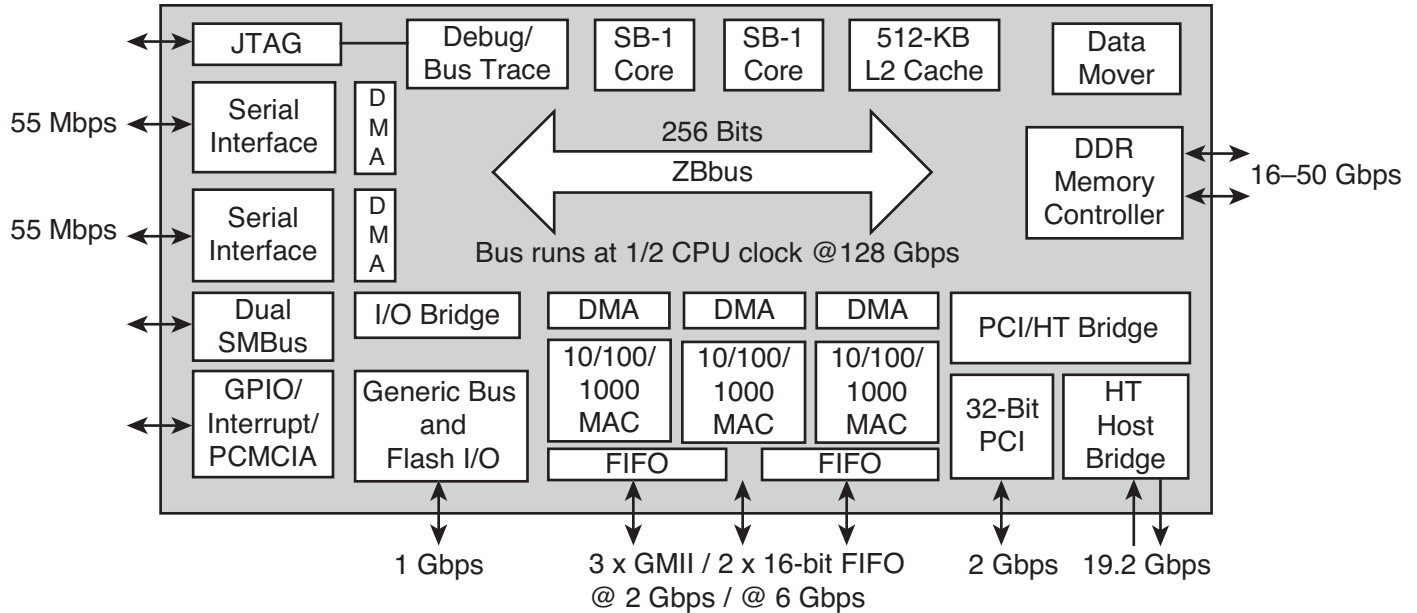 JTAG
Debug/
Bus Trace
SB-1
Core
SB-1
Core
512-KB
L2 Cache
Data
Mover
55 Mbps
Serial
Interface
D
M
A
256 Bits
ZBbus
Bus runs at 1/2 CPU clock @128 Gbps
DDR
Memory
Controller
16–50 Gbps
55 Mbps
Serial
Interface
D
M
A
Dual
SMBus
I/O Bridge
DMA
DMA
DMA
PCI/HT Bridge
GPIO/
Interrupt/
PCMCIA
Generic Bus
and
Flash I/O
10/100/
1000
MAC
10/100/
1000
MAC
10/100/
1000
MAC
FIFO
FIFO
32-Bit
PCI
HT
Host
Bridge
1 Gbps
3 x GMII / 2 x 16-bit FIFO
@ 2 Gbps / @ 6 Gbps
2 Gbps
19.2 Gbps